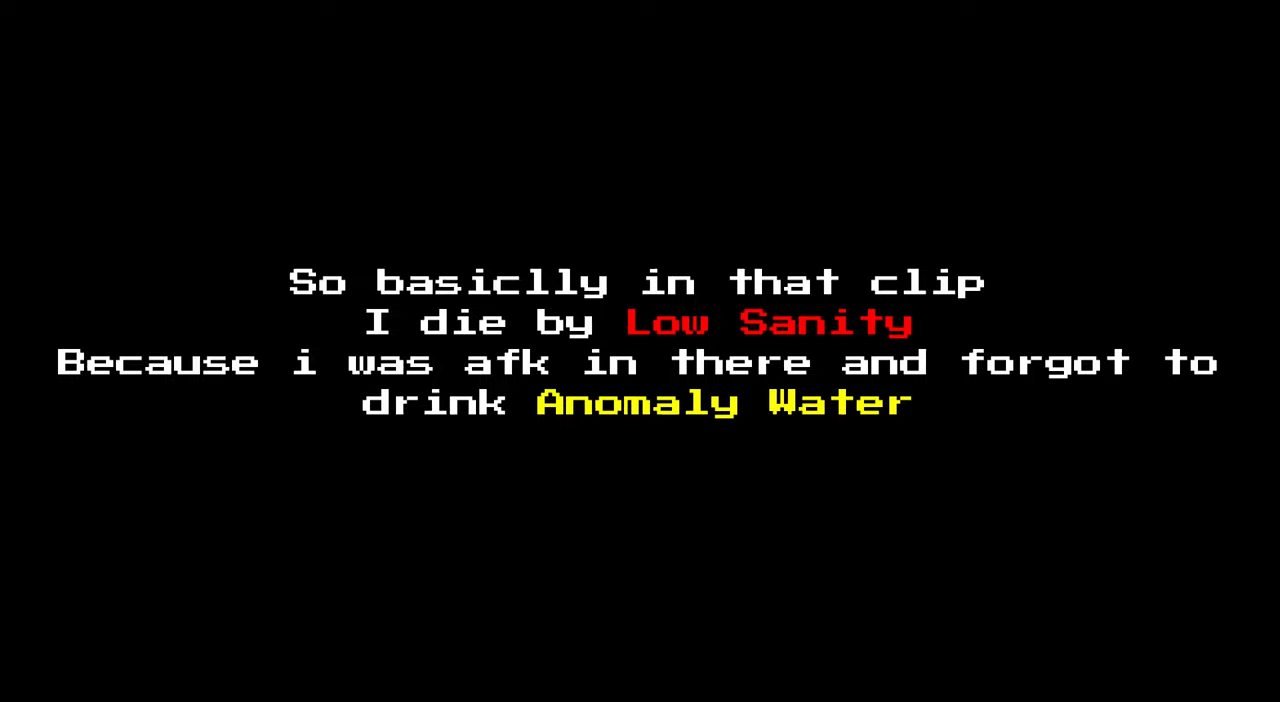 So basiclly in that clip
I die by Low Sanity
Because i was afk in there and forgot to
drink Anomaly Water